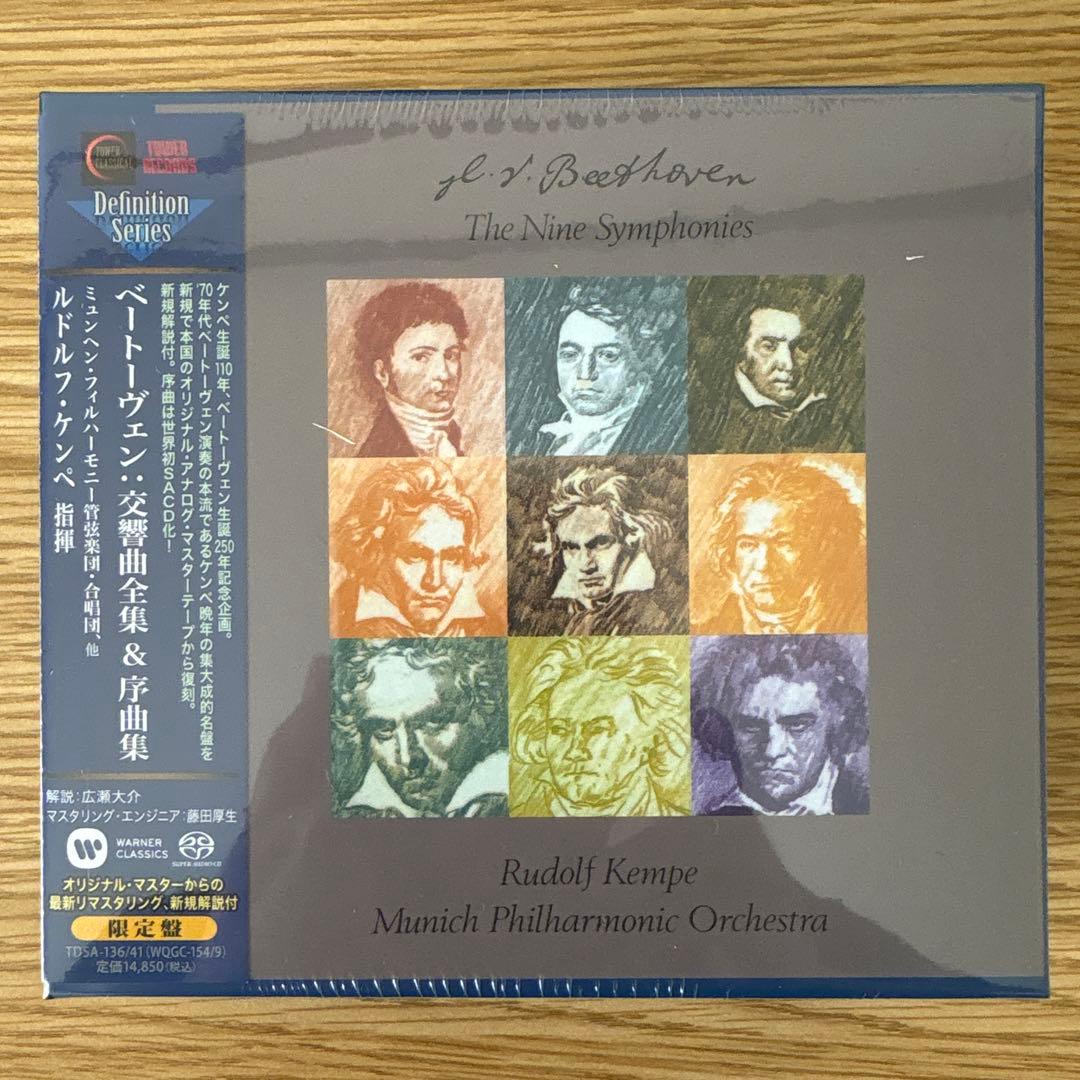 TOWER
CLASSICAL
TOWER
RECORDS
Definition
Series
ケンペ生誕110年、ベートーヴェン生誕250年記念企画。
'70年代ベートーヴェン演奏の本流であるケンペ晩年の集大成的名盤を
新規で本国のオリジナル・アナログ・マスターテープから復刻。
新規解説付。序曲は世界初SACD化!
ベートーヴェン:交響曲全集 & 序曲集
ミュンヘン・フィルハーモニー管弦楽団・合唱団、他
ルドルフ・ケンペ 指揮
解説:広瀬大介
マスタリング・エンジニア:藤田厚生
WARNER
CLASSICS
SUPER AUDIO CD
オリジナル・マスターからの
最新リマスタリング、新規解説付
限定盤
TDSA-136/41(WQGC-154/9)
定価14,850(税込)
L. V. Beethoven
The Nine Symphonies
Rudolf Kempe
Munich Philharmonic Orchestra